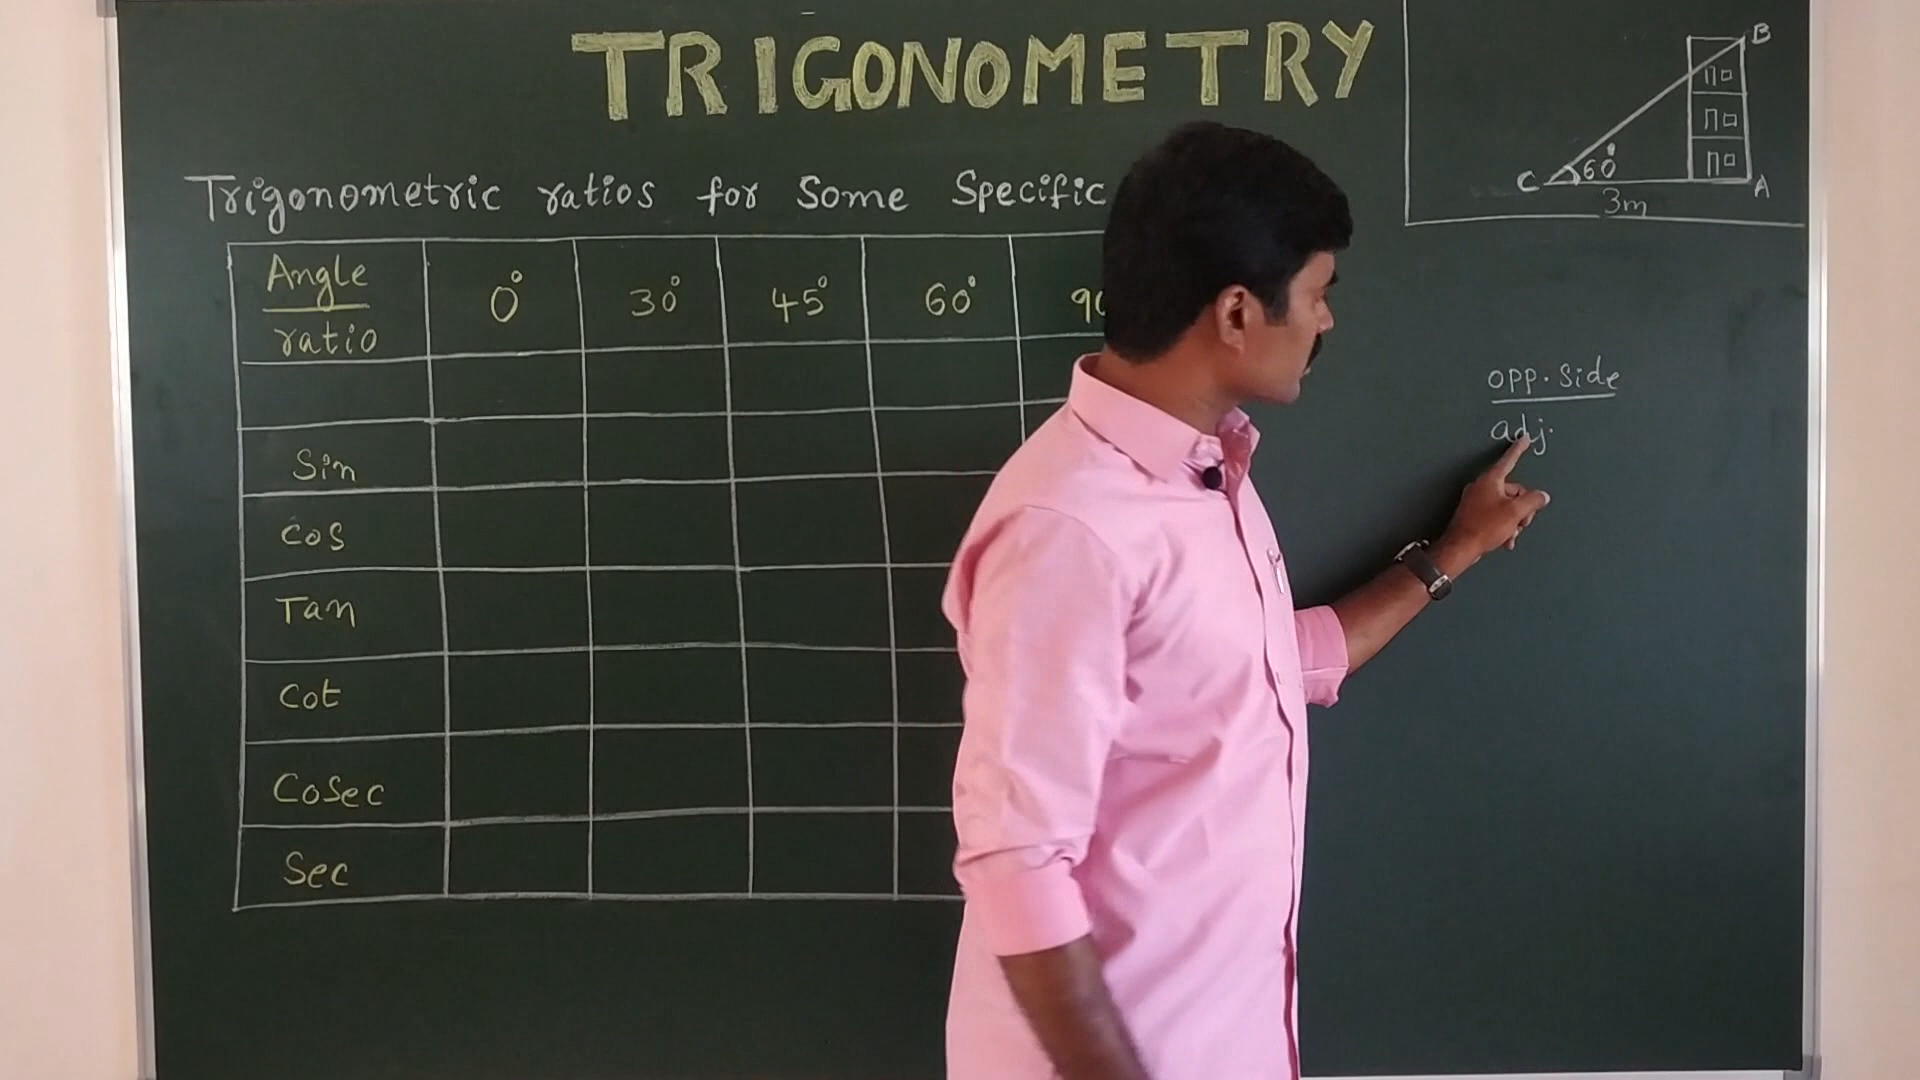 TRIGONOMETRY
Trigonometric ratios for Some Specific
Angle
ratio
0° 30° 45° 60° 90
Sin
Cos
Tan
Cot
Cosec
Sec
B
C 60° A
3m
opp. side
adj.